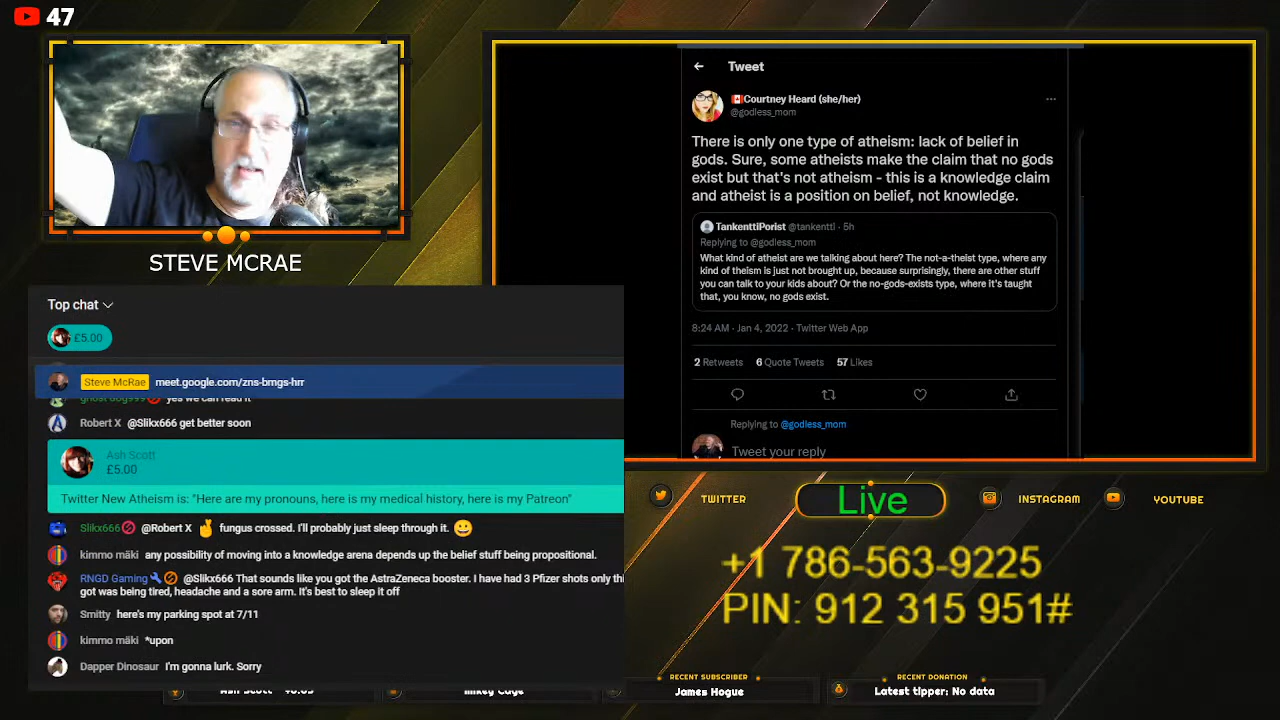 47
STEVE MCRAE
Tweet
🇨🇦Courtney Heard (she/her)
@godless_mom
There is only one type of atheism: lack of belief in
gods. Sure, some atheists make the claim that no gods
exist but that's not atheism - this is a knowledge claim
and atheist is a position on belief, not knowledge.
TankenttiPorist @tankentti · 5h
Replying to @godless_mom
What kind of atheist are we talking about here? The not-a-theist type, where any
kind of theism is just not brought up, because surprisingly, there are other stuff
you can talk to your kids about? Or the no-gods-exists type, where it's taught
that, you know, no gods exist.
8:24 AM · Jan 4, 2022 · Twitter Web App
2 Retweets 6 Quote Tweets 57 Likes
Replying to @godless_mom
Tweet your reply
Top chat
£5.00
Steve McRae meet.google.com/zns-bmgs-hrr
ghost dog999 yes we can read it
Robert X @Slikx666 get better soon
Ash Scott
£5.00
Twitter New Atheism is: "Here are my pronouns, here is my medical history, here is my Patreon"
Slikx666 @Robert X 🤞 fungus crossed. I'll probably just sleep through it. 😀
kimmo mäki any possibility of moving into a knowledge arena depends up the belief stuff being propositional.
RNGD Gaming @Slikx666 That sounds like you got the AstraZeneca booster. I have had 3 Pfizer shots only thi
got was being tired, headache and a sore arm. It's best to sleep it off
Smitty here's my parking spot at 7/11
kimmo mäki *upon
Dapper Dinosaur I'm gonna lurk. Sorry
TWITTER
Live
INSTAGRAM
YOUTUBE
+1 786-563-9225
PIN: 912 315 951#
Ash Scott
Mikey Cage
RECENT SUBSCRIBER
James Hogue
RECENT DONATION
Latest tipper: No data